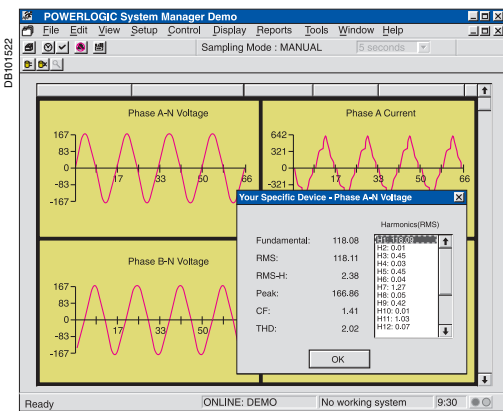 POWERLOGIC System Manager Demo
File Edit View Setup Control Display Reports Tools Window Help
Sampling Mode : MANUAL 5 seconds
DB101522
Phase A-N Voltage
167
83
0
-83
-167
17 33 50 66
Phase A Current
642
321
0
-321
17 33 50 66
Your Specific Device - Phase A-N Voltage
Harmonics(RMS)
Fundamental: 118.08
RMS: 118.11
RMS-H: 2.38
Peak: 166.86
CF: 1.41
THD: 2.02
H1: 118.08
H2: 0.01
H3: 0.45
H4: 0.03
H5: 0.45
H6: 0.04
H7: 1.27
H8: 0.05
H9: 0.42
H10: 0.01
H11: 1.03
H12: 0.07
OK
Phase B-N Voltage
167
83
0
-83
-167
17 33 50
Ready ONLINE: DEMO No working system 9:30